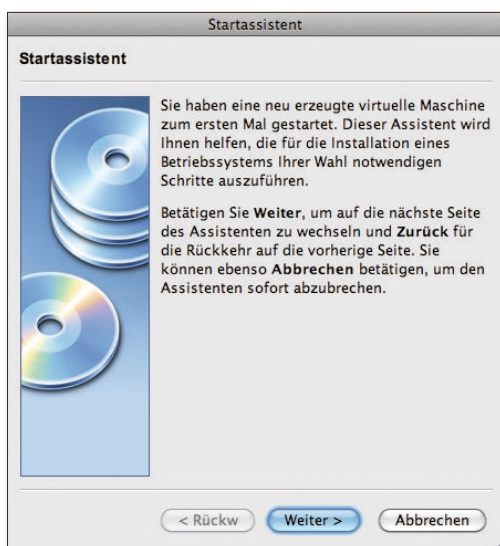 Startassistent
Startassistent
Sie haben eine neu erzeugte virtuelle Maschine
zum ersten Mal gestartet. Dieser Assistent wird
Ihnen helfen, die für die Installation eines
Betriebssystems Ihrer Wahl notwendigen
Schritte auszuführen.
Betätigen Sie Weiter, um auf die nächste Seite
des Assistenten zu wechseln und Zurück für
die Rückkehr auf die vorherige Seite. Sie
können ebenso Abbrechen betätigen, um den
Assistenten sofort abzubrechen.
< Rückw Weiter > Abbrechen